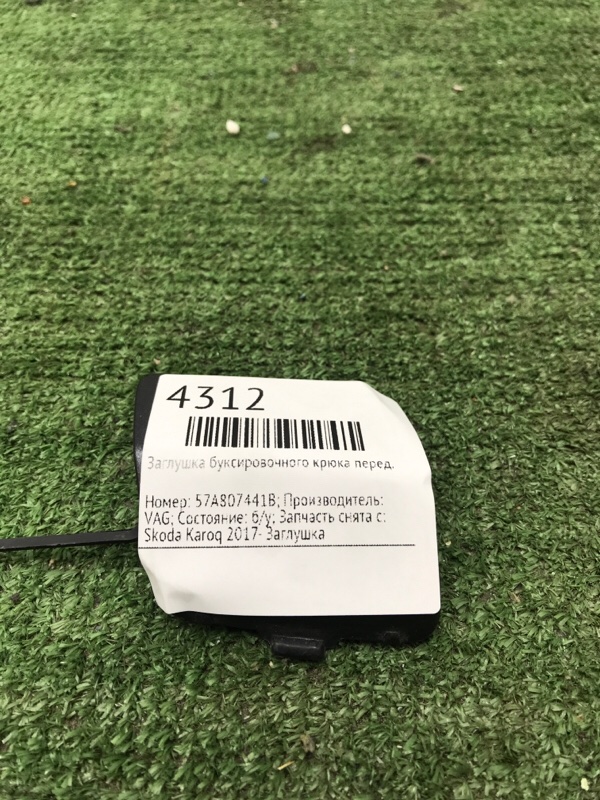 4312
Заглушка буксировочного крюка перед.
Номер: 57A807441B; Производитель:
VAG; Состояние: б/у; Запчасть снята с:
Skoda Karoq 2017- Заглушка